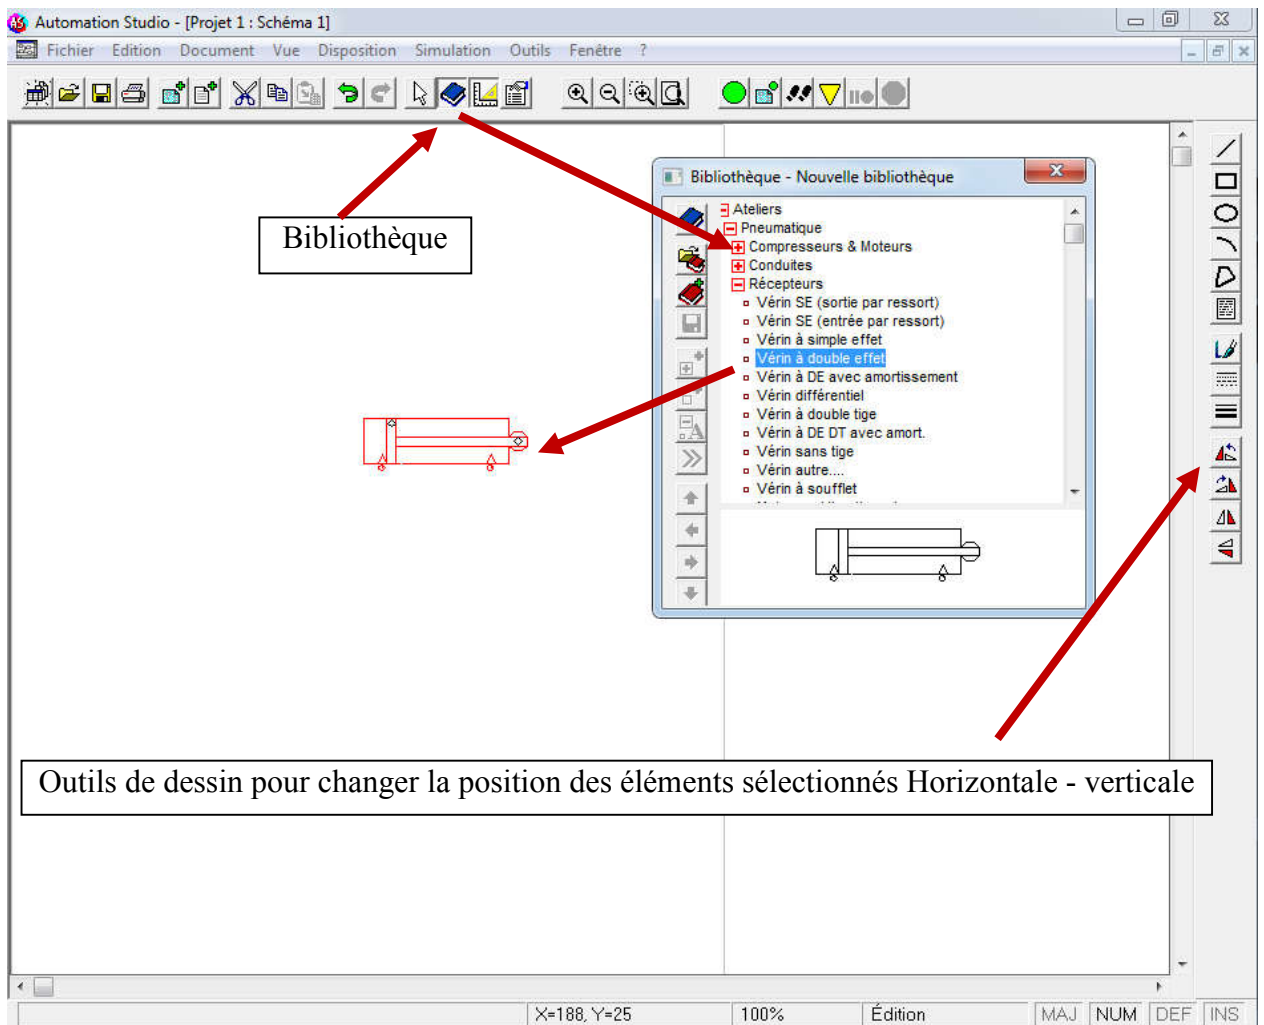 Automation Studio - [Projet 1 : Schéma 1]
Fichier Edition Document Vue Disposition Simulation Outils Fenêtre ?
Bibliothèque
Bibliothèque - Nouvelle bibliothèque
Ateliers
Pneumatique
Compresseurs & Moteurs
Conduites
Récepteurs
Vérin SE (sortie par ressort)
Vérin SE (entrée par ressort)
Vérin à simple effet
Vérin à double effet
Vérin à DE avec amortissement
Vérin différentiel
Vérin à double tige
Vérin à DE DT avec amort.
Vérin sans tige
Vérin autre....
Vérin à soufflet
Outils de dessin pour changer la position des éléments sélectionnés Horizontale - verticale
X=188, Y=25 100% Édition MAJ NUM DEF INS